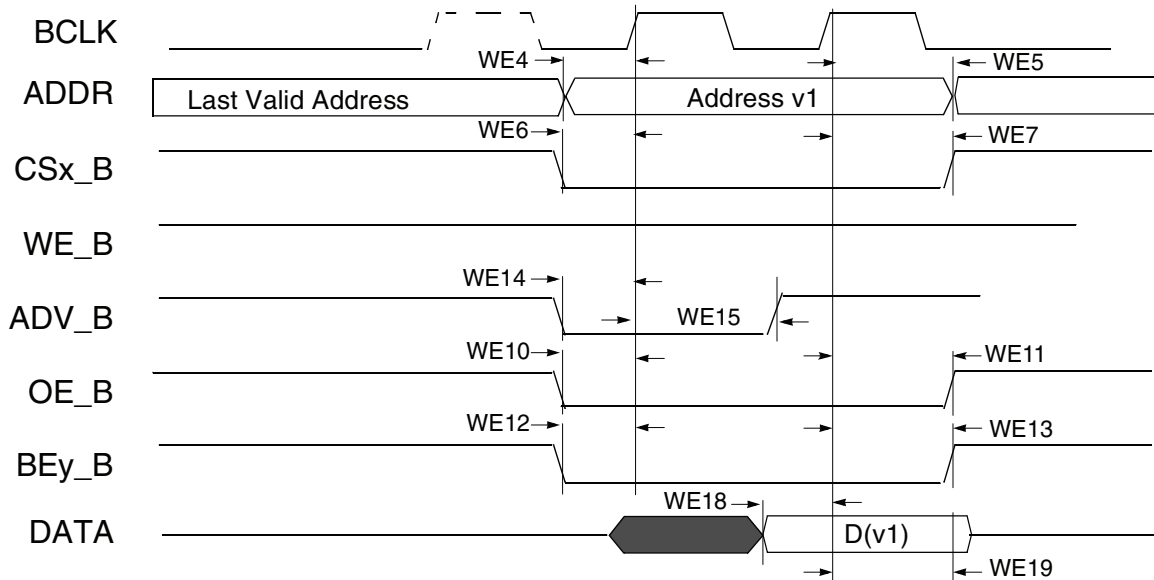 BCLK
WE4
WE5
ADDR
Last Valid Address
Address v1
WE6
WE7
CSx_B
WE_B
WE14
ADV_B
WE15
WE10
WE11
OE_B
WE12
WE13
BEy_B
WE18
DATA
D(v1)
WE19